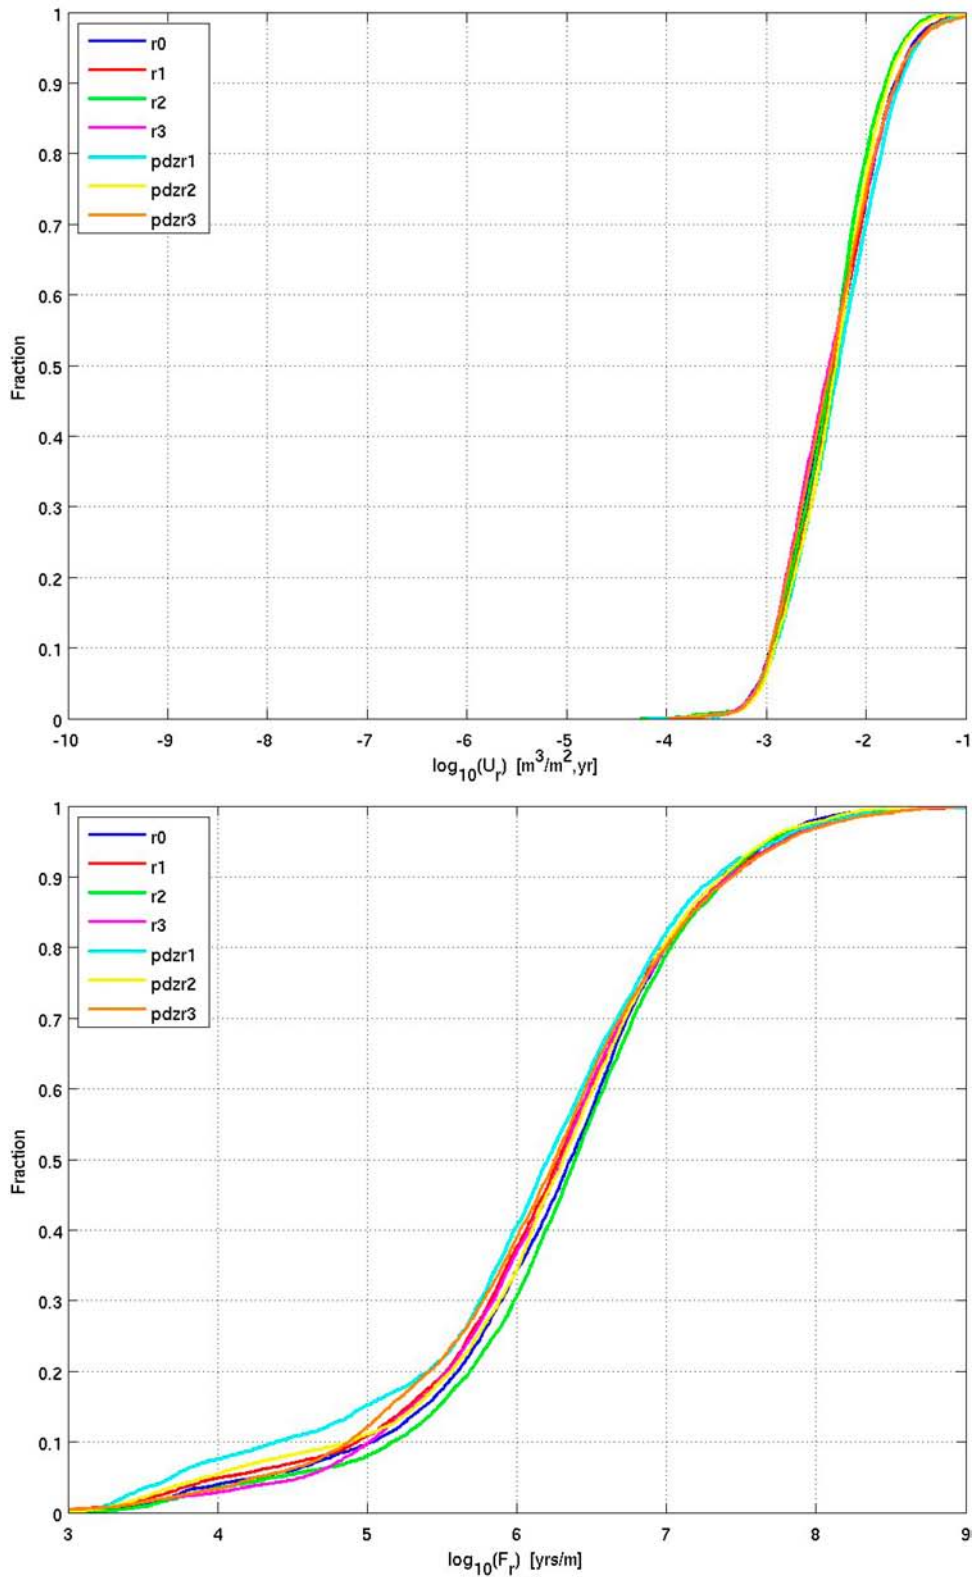 1
0.9
0.8
0.7
0.6
0.5
0.4
0.3
0.2
0.1
0
Fraction
r0
r1
r2
r3
pdzr1
pdzr2
pdzr3
-10 -9 -8 -7 -6 -5 -4 -3 -2 -1
log10(Ur) [m3/m2,yr]
1
0.9
0.8
0.7
0.6
0.5
0.4
0.3
0.2
0.1
0
Fraction
r0
r1
r2
r3
pdzr1
pdzr2
pdzr3
3 4 5 6 7 8 9
log10(Fr) [yrs/m]